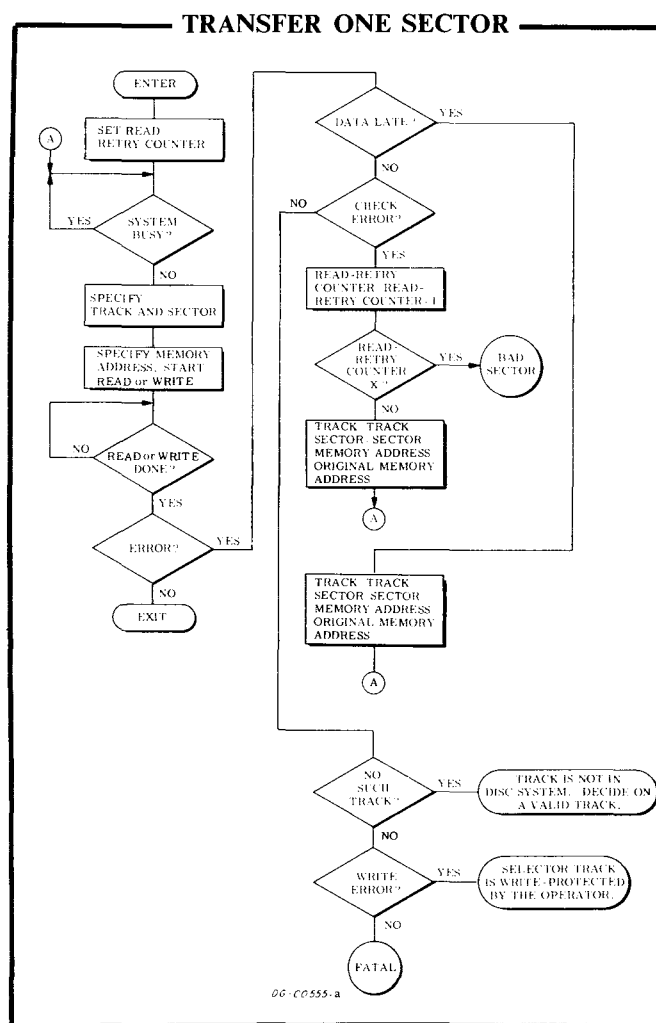 TRANSFER ONE SECTOR
ENTER
A
SET READ
RETRY COUNTER
YES
SYSTEM
BUSY?
NO
SPECIFY
TRACK AND SECTOR
SPECIFY MEMORY
ADDRESS, START
READ or WRITE
NO
READ or WRITE
DONE?
YES
ERROR?
YES
NO
EXIT
DATA LATE?
YES
NO
NO
CHECK
ERROR?
YES
READ-RETRY
COUNTER READ-
RETRY COUNTER-1
READ-
RETRY
COUNTER
X?
YES
BAD
SECTOR
NO
TRACK TRACK
SECTOR SECTOR
MEMORY ADDRESS
ORIGINAL MEMORY
ADDRESS
A
TRACK TRACK
SECTOR SECTOR
MEMORY ADDRESS
ORIGINAL MEMORY
ADDRESS
A
NO
SUCH
TRACK?
YES
TRACK IS NOT IN
DISC SYSTEM. DECIDE ON
A VALID TRACK.
NO
WRITE
ERROR?
YES
SELECTOR TRACK
IS WRITE-PROTECTED
BY THE OPERATOR.
NO
FATAL
DG-CO555-a